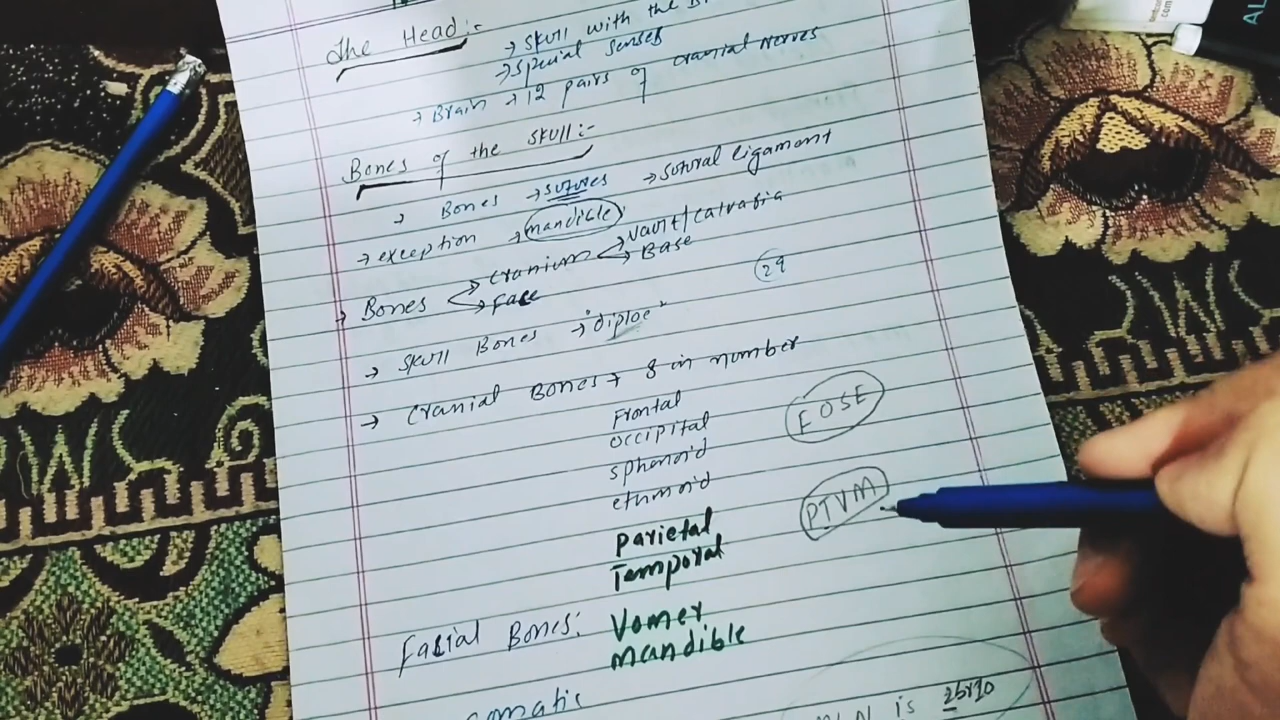 The Head:-
→ skull with the
→ special senses
→ Brain → 12 pairs of cranial nerves
Bones of the skull:-
→ Bones → sutures → sutural ligament
→ exception → mandible
→ Bones → Cranium → Vault/calvaria
→ Base
→ Face
29
→ skull Bones → "diploe"
→ Cranial Bones → 8 in number
Frontal
occipital
sphenoid
ethmoid
FOSE
Parietal
Temporal
PTVM
Facial Bones: Vomer
mandible
is
AL